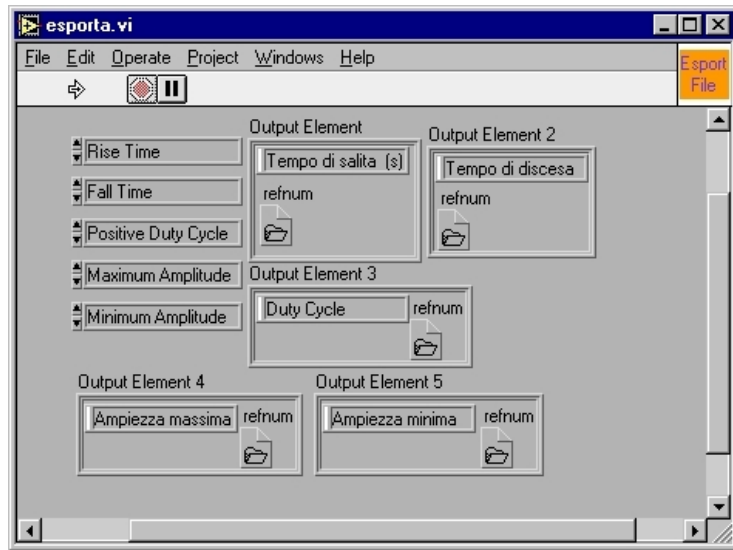 esporta.vi
File Edit Operate Project Windows Help
Esport
File
Rise Time
Fall Time
Positive Duty Cycle
Maximum Amplitude
Minimum Amplitude
Output Element
Tempo di salita (s)
refnum
Output Element 2
Tempo di discesa
refnum
Output Element 3
Duty Cycle
refnum
Output Element 4
Ampiezza massima
refnum
Output Element 5
Ampiezza minima
refnum